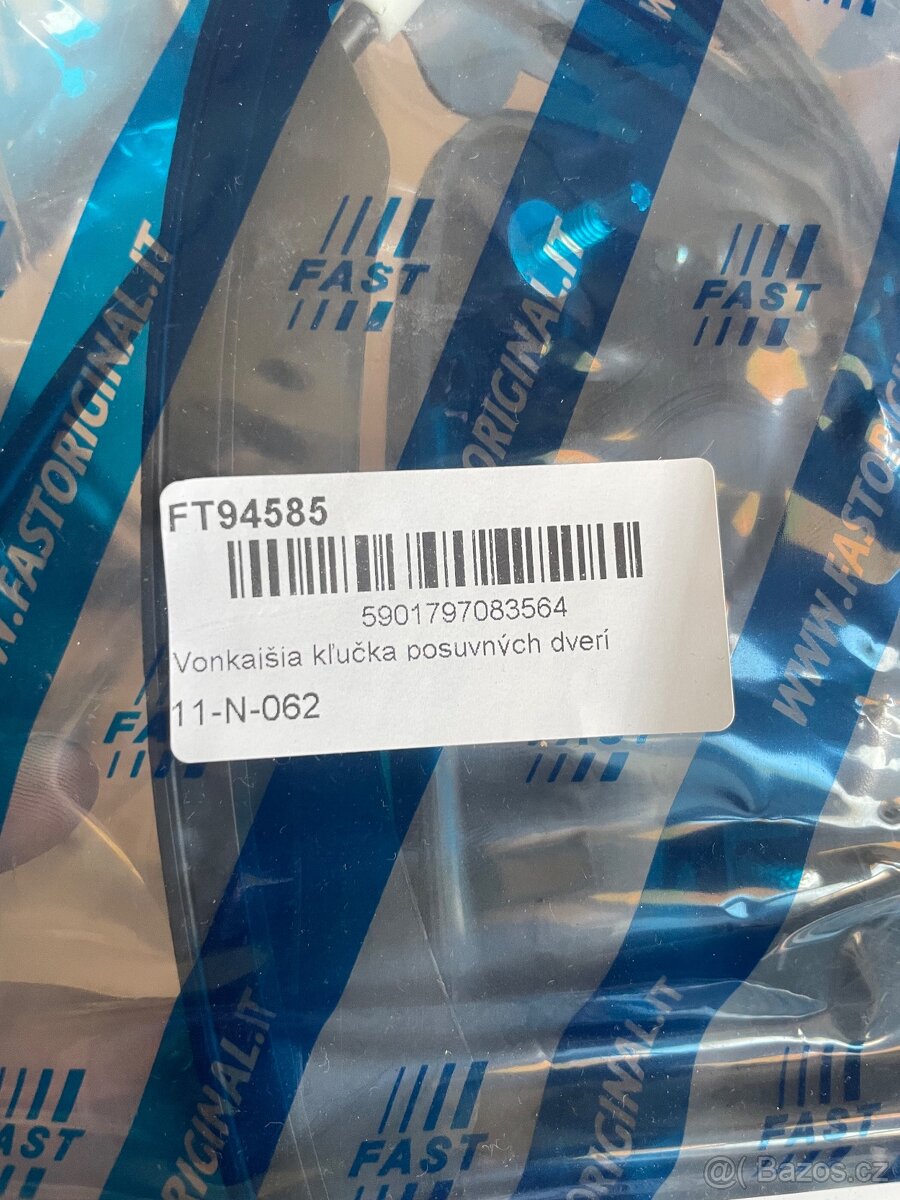 WWW.FASTORIGINAL.IT
FAST
FAST
FT94585
5901797083564
Vonkaišia kľučka posuvných dverí
11-N-062
WWW.FASTORIGINAL.IT
FAST
ORIGINAL.IT
ORIGINAL.IT
FAST
FAST
FAST
@( Bazos.cz